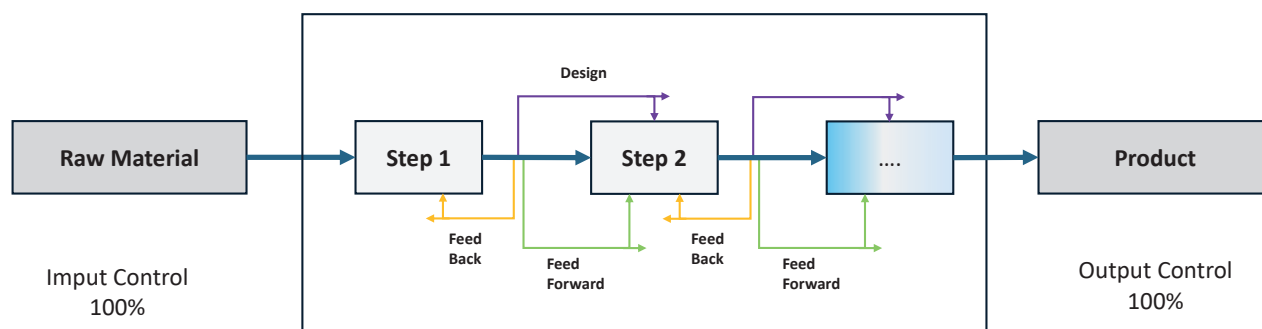 Design
Raw Material
Step 1
Step 2
....
Product
Feed
Back
Feed
Forward
Feed
Back
Feed
Forward
Imput Control
100%
Output Control
100%